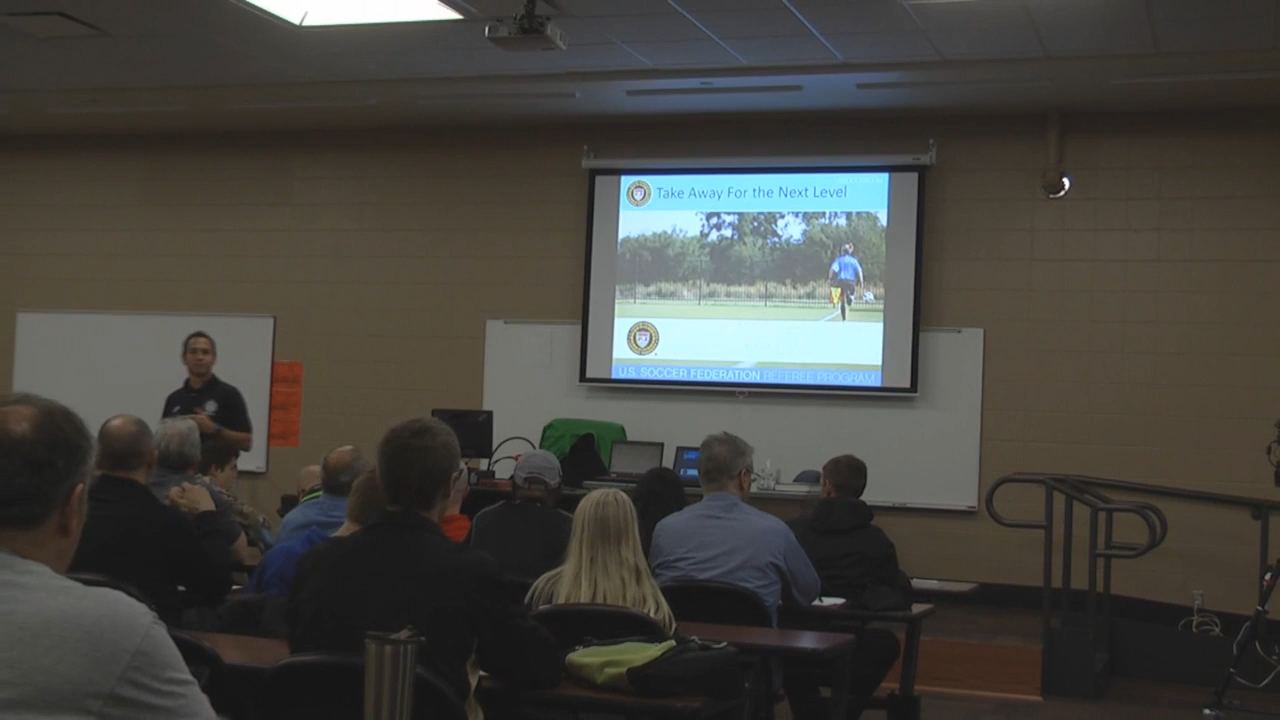 Take Away For the Next Level
U.S. SOCCER FEDERATION REFEREE PROGRAM